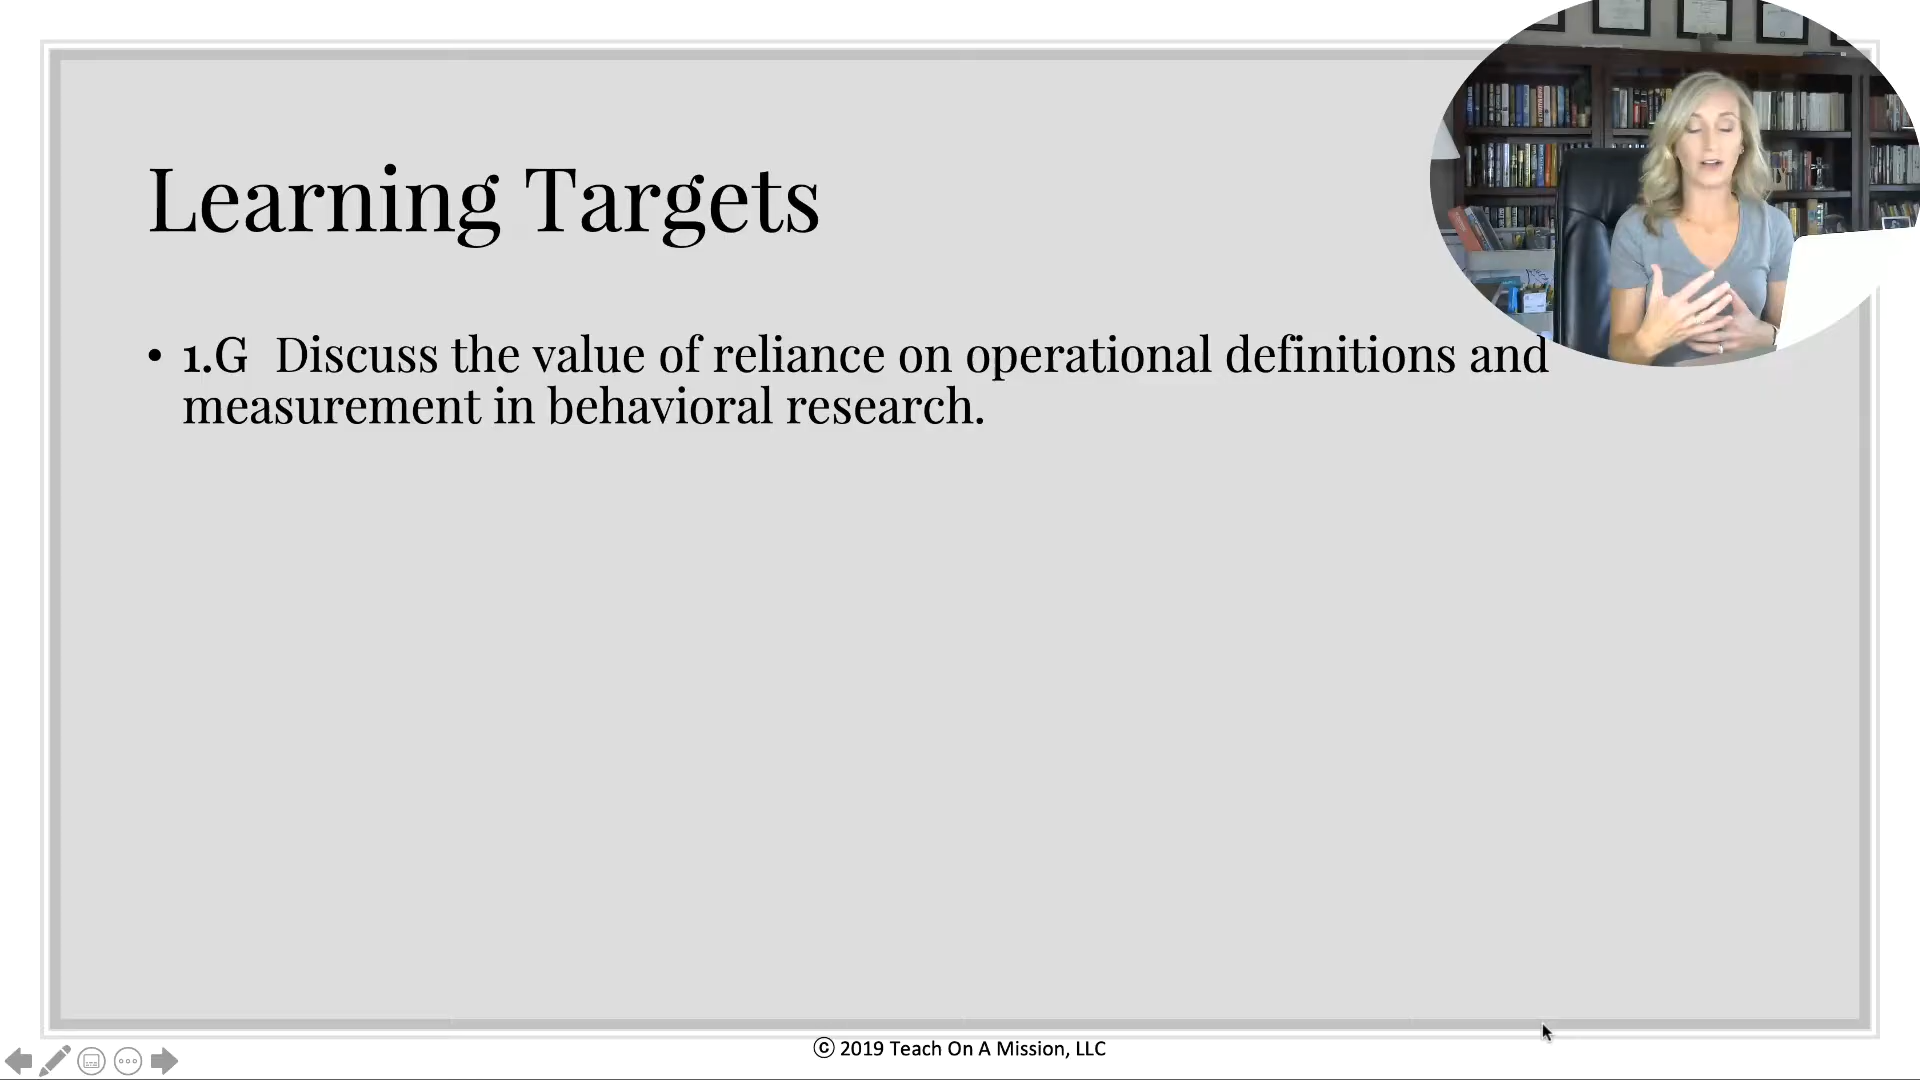 Learning Targets
• 1.G Discuss the value of reliance on operational definitions and
measurement in behavioral research.
© 2019 Teach On A Mission, LLC